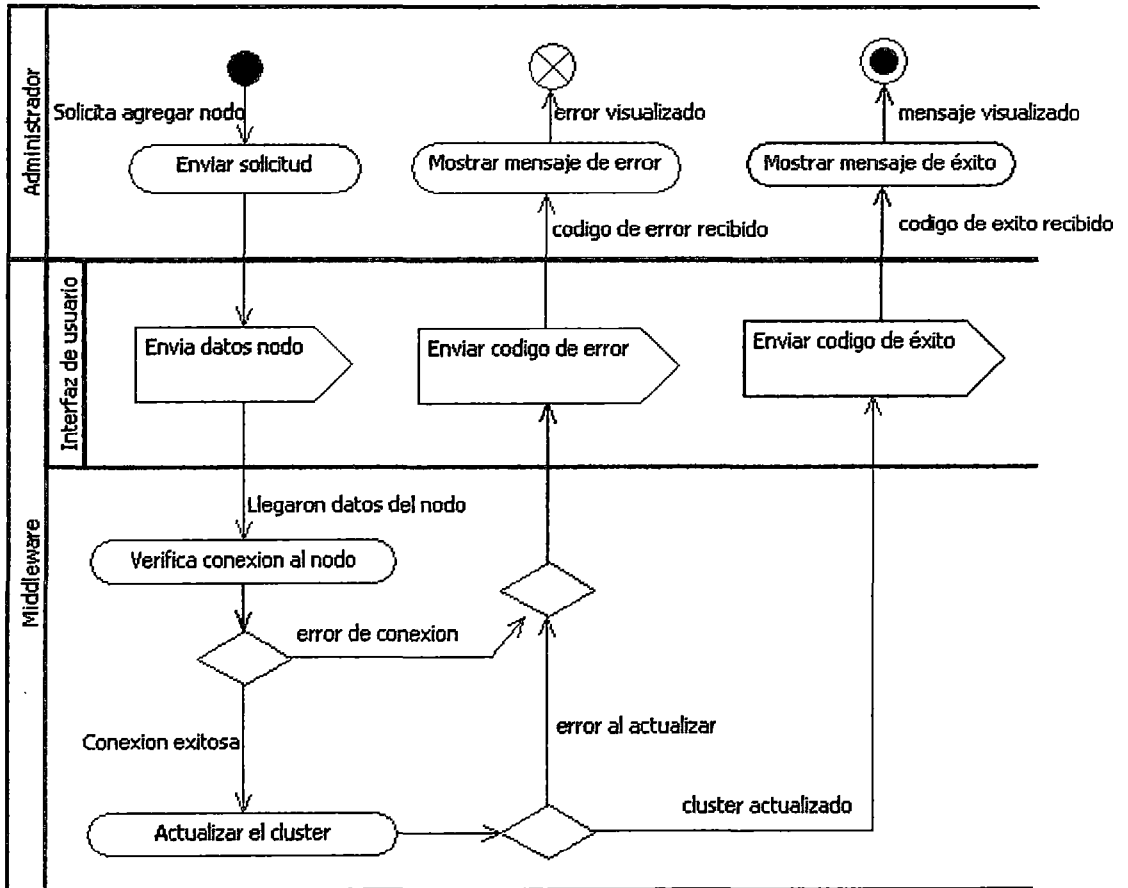 Administrador
Solicita agregar nodo
error visualizado
mensaje visualizado
Enviar solicitud
Mostrar mensaje de error
Mostrar mensaje de éxito
codigo de error recibido
codigo de exito recibido
Middleware
Interfaz de usuario
Envia datos nodo
Enviar codigo de error
Enviar codigo de éxito
Llegaron datos del nodo
Verifica conexion al nodo
error de conexion
Conexion exitosa
error al actualizar
cluster actualizado
Actualizar el cluster